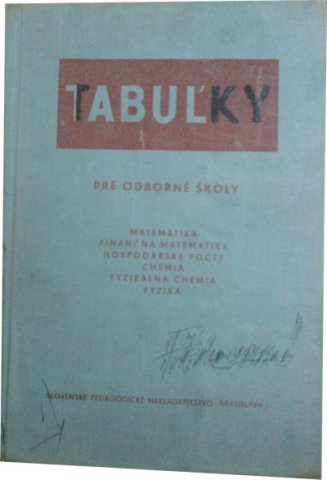 TABUĽKY
PRE ODBORNÉ ŠKOLY
MATEMATIKA
FINANČNÁ MATEMATIKA
HOSPODÁRSKE POČTY
CHÉMIA
FYZIKÁLNA CHÉMIA
FYZIKA
SLOVENSKÉ PEDAGOGICKÉ NAKLADATEĽSTVO BRATISLAVA